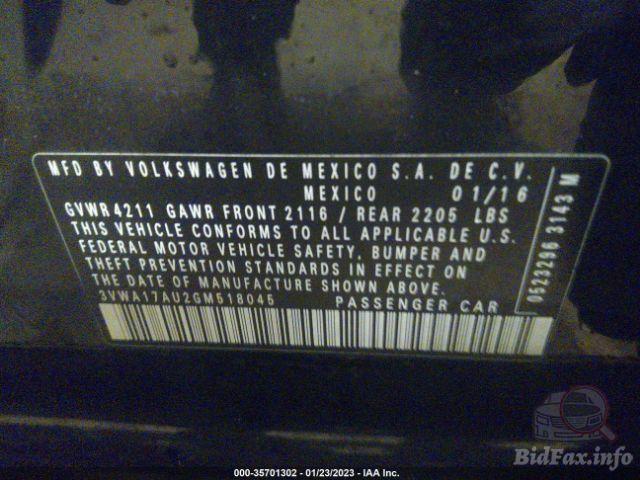 MFD BY VOLKSWAGEN DE MEXICO S.A. DE C.V.
MEXICO 01/16
GVWR 4211 GAWR FRONT 2116 / REAR 2205 LBS
THIS VEHICLE CONFORMS TO ALL APPLICABLE U.S.
FEDERAL MOTOR VEHICLE SAFETY, BUMPER AND
THEFT PREVENTION STANDARDS IN EFFECT ON
THE DATE OF MANUFACTURE SHOWN ABOVE.
3VWA17AU2GM518045 PASSENGER CAR
0523296 3143 M
BidFax.info
000-35701302 - 01/23/2023 - IAA Inc.